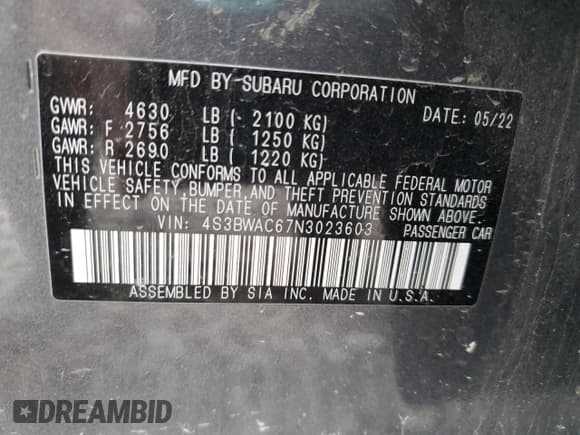 MFD BY SUBARU CORPORATION
GVWR: 4630 LB ( 2100 KG) DATE: 05/22
GAWR: F 2756 LB ( 1250 KG)
GAWR: R 2690 LB ( 1220 KG)
THIS VEHICLE CONFORMS TO ALL APPLICABLE FEDERAL MOTOR
VEHICLE SAFETY, BUMPER, AND THEFT PREVENTION STANDARDS
IN EFFECT ON THE DATE OF MANUFACTURE SHOWN ABOVE.
VIN: 4S3BWAC67N3023603 PASSENGER CAR
ASSEMBLED BY SIA INC. MADE IN U.S.A.
DREAMBID